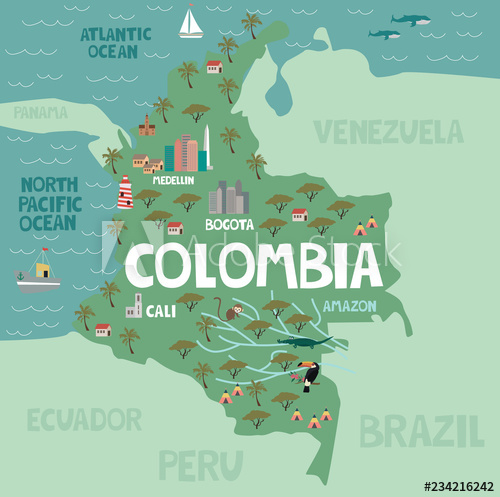 ATLANTIC
OCEAN
PANAMA
VENEZUELA
MEDELLIN
NORTH
PACIFIC
OCEAN
BOGOTA
Adobe Stock
COLOMBIA
AMAZON
CALI
ECUADOR
BRAZIL
PERU
#234216242